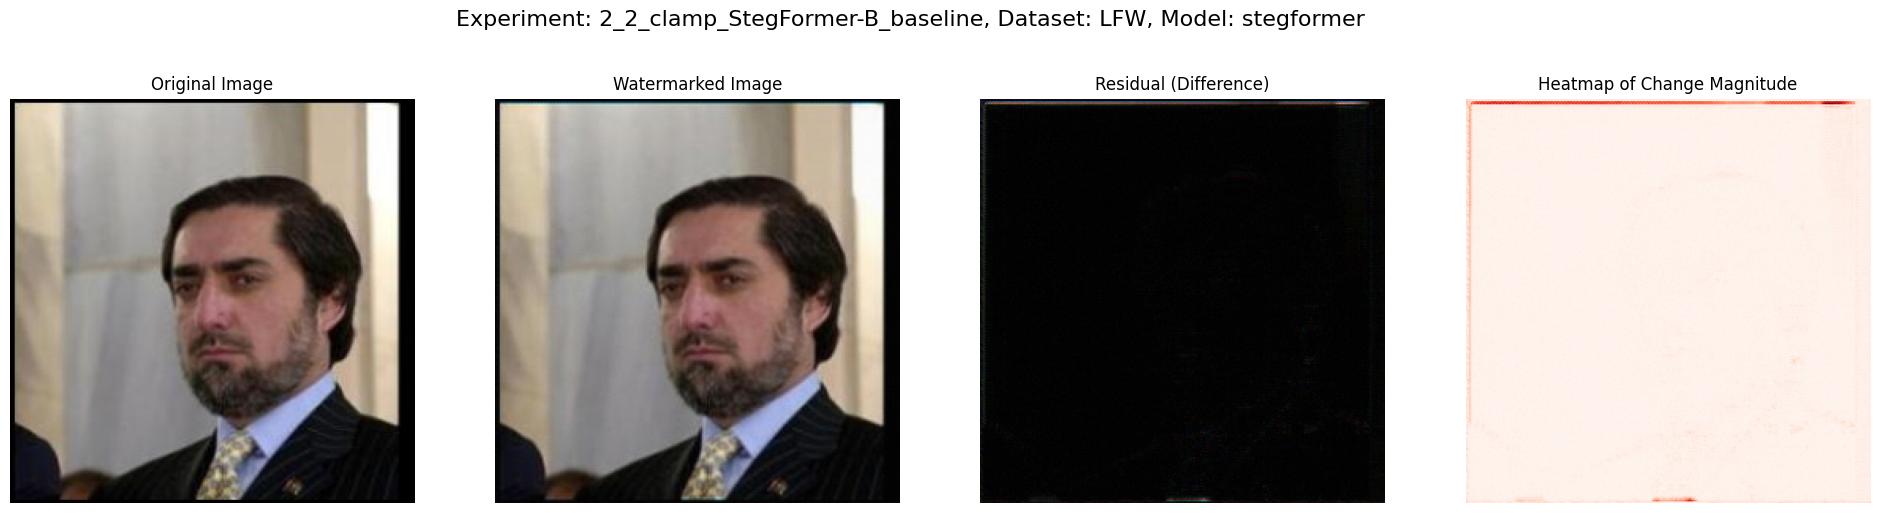 Experiment: 2_2_clamp_StegFormer-B_baseline, Dataset: LFW, Model: stegformer
Original Image
Watermarked Image
Residual (Difference)
Heatmap of Change Magnitude